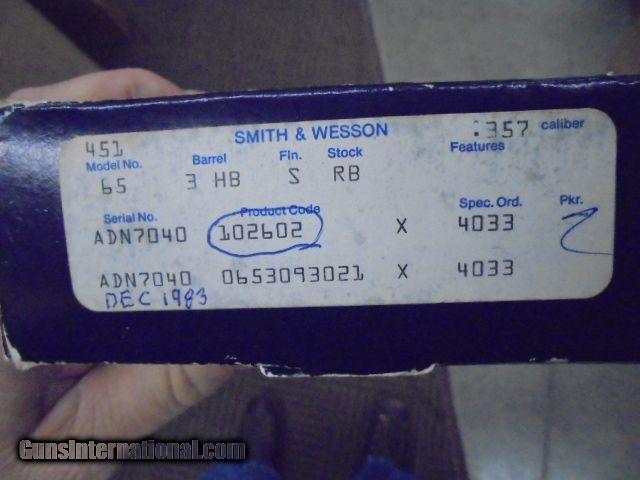 451 SMITH & WESSON :357 caliber
Model No. Barrel Fin. Stock Features
65 3 HB S RB
Serial No. Product Code Spec. Ord. Pkr.
ADN7040 102602 X 4033 2
ADN7040 0653093021 X 4033
DEC 1983
GunsInternational.com